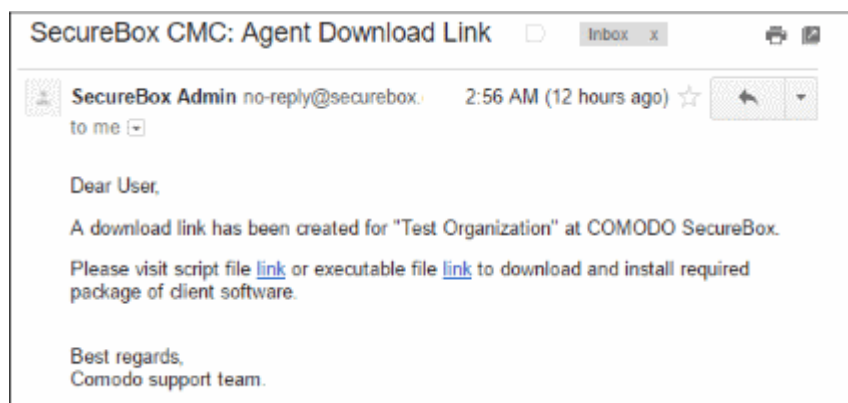 SecureBox CMC: Agent Download Link Inbox x
SecureBox Admin no-reply@securebox. 2:56 AM (12 hours ago)
to me
Dear User,
A download link has been created for "Test Organization" at COMODO SecureBox.
Please visit script file link or executable file link to download and install required
package of client software.
Best regards,
Comodo support team.